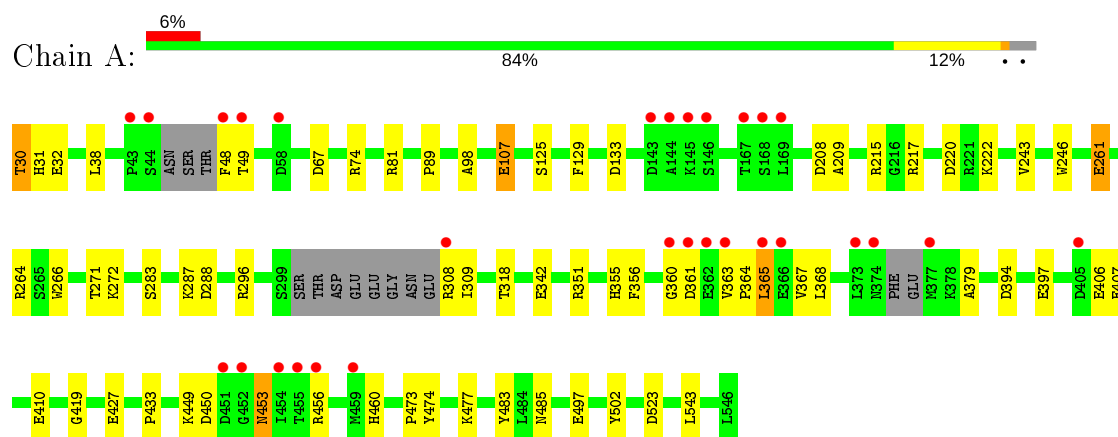 6%
Chain A:
84% 12% • •
T30 H31 E32 L38 P43 S44 ASN SER THR F48 T49 D58 D67 R74 R81 P89 A98 E107 S125 F129 D133 D143 A144 K145 S146 T167 S168 L169 D208 A209 R215 G216 R217 D220 R221 K222 V243 W246 E261
R264 S265 W266 T271 K272 S283 K287 D288 R296 S299 SER THR ASP GLU GLU GLY ASN GLU R308 I309 T318 E342 R351 H355 F356 G360 D361 E362 V363 P364 L365 E366 V367 L368 L373 N374 PHE GLU M377 K378 A379 D394 E397 D405 E406
E410 G419 E427 P433 K449 D450 D451 G452 N453 I454 T455 R456 M459 H460 P473 Y474 K477 Y483 L484 N485 E497 Y502 D523 L543 L546